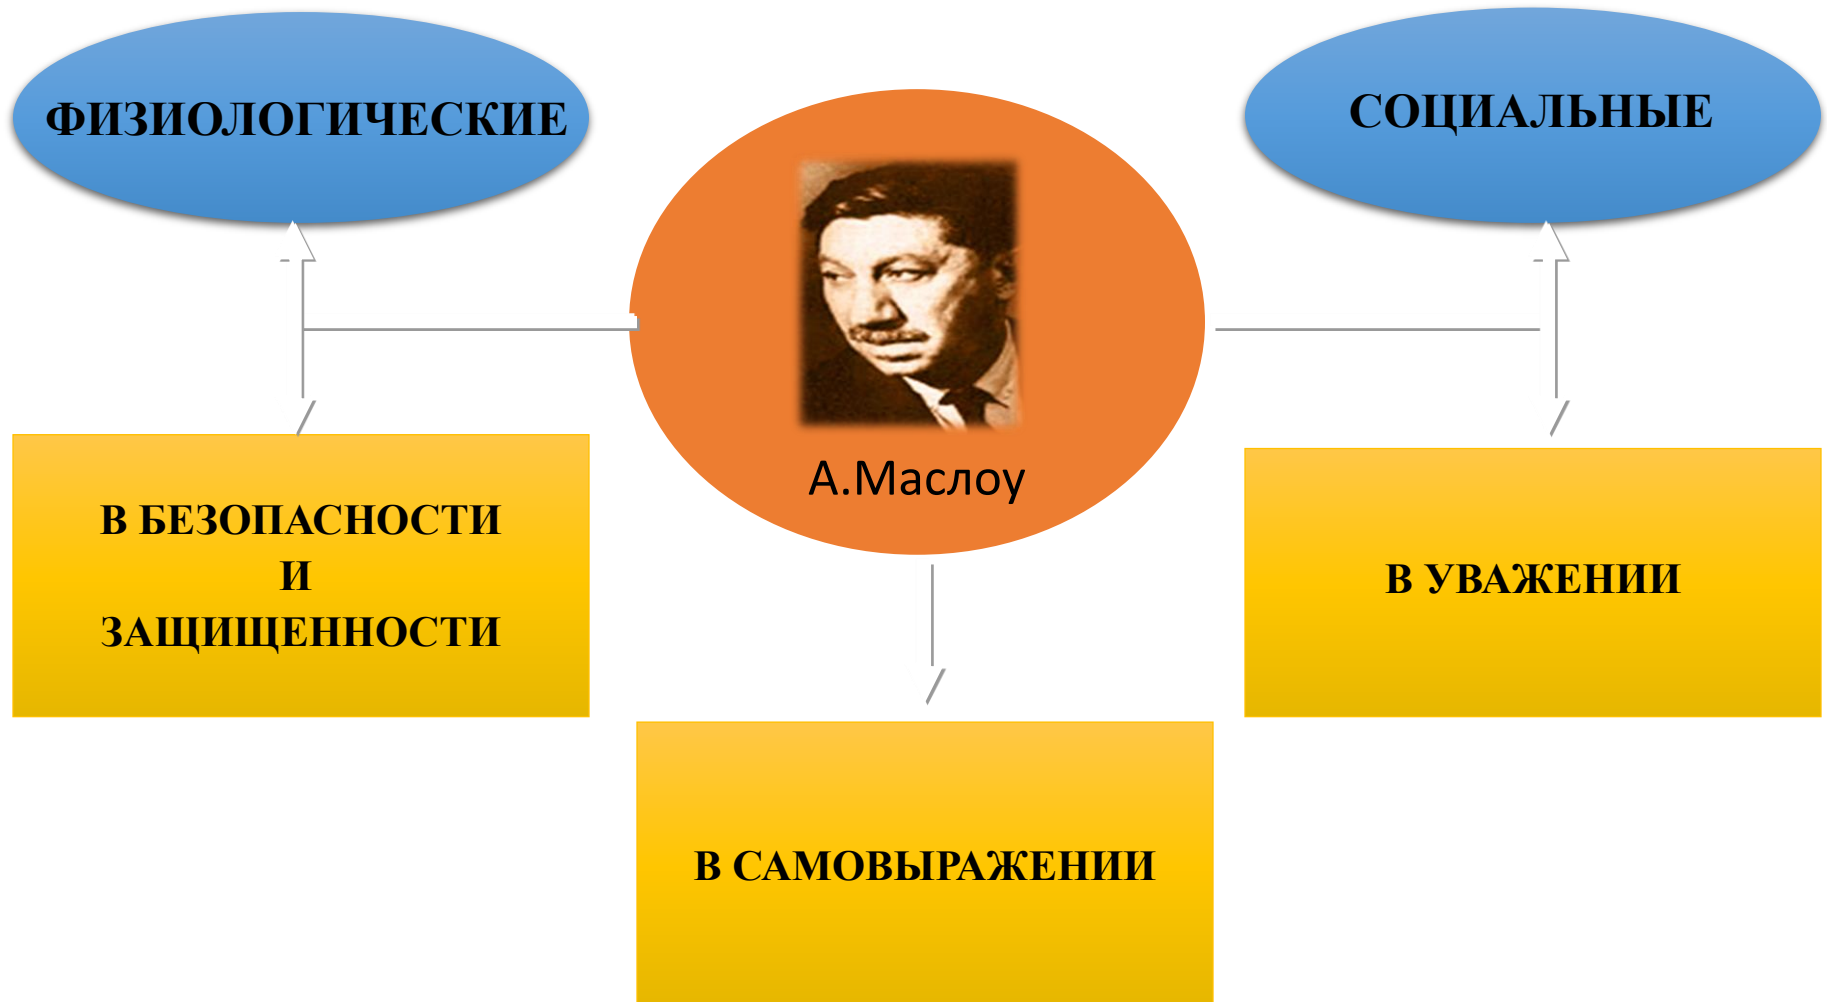 ФИЗИОЛОГИЧЕСКИЕ
СОЦИАЛЬНЫЕ
А.Маслоу
В БЕЗОПАСНОСТИ
И
ЗАЩИЩЕННОСТИ
В УВАЖЕНИИ
В САМОВЫРАЖЕНИИ